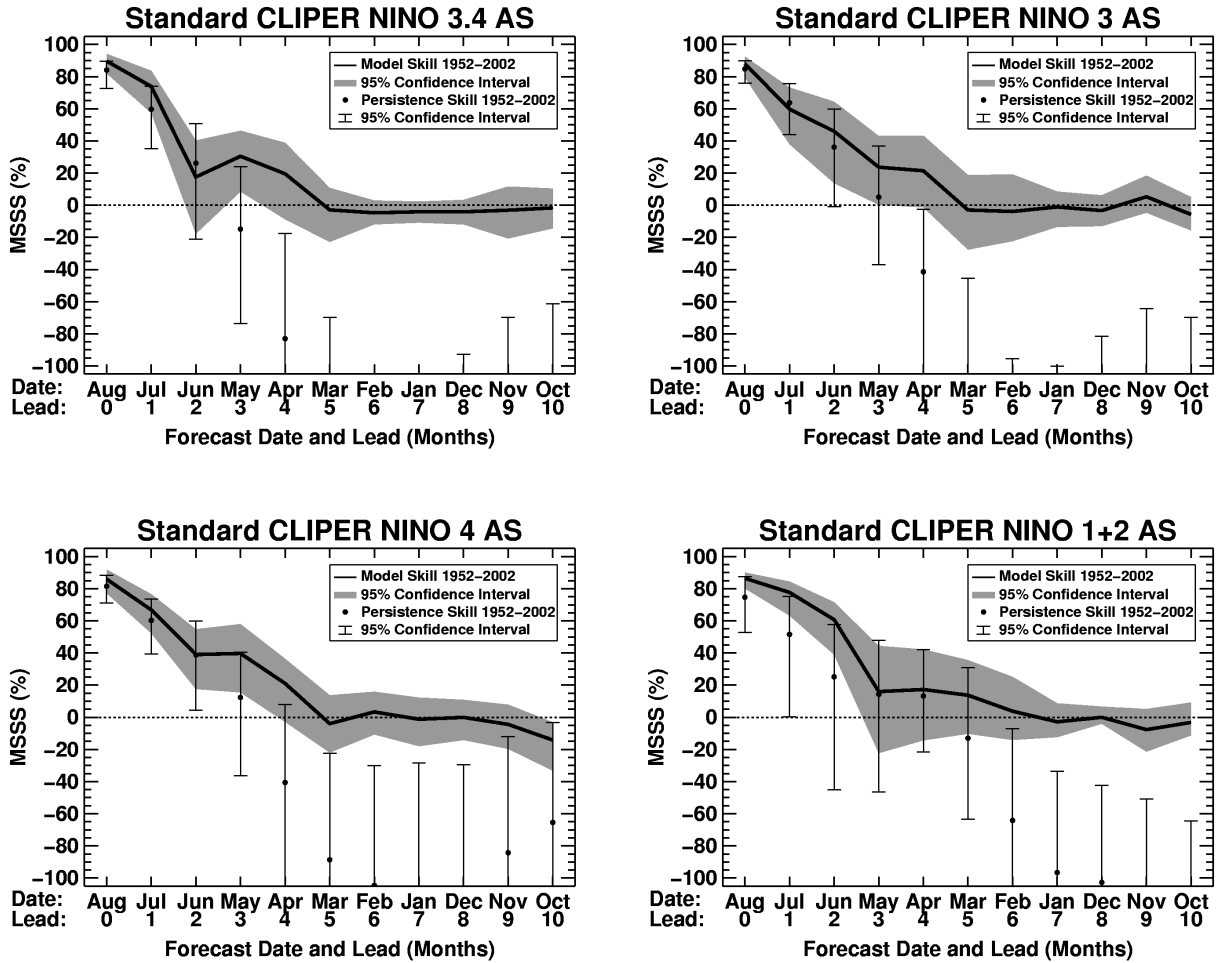 Standard CLIPER NINO 3.4 AS
MSSS (%)
100
80
60
40
20
0
−20
−40
−60
−80
−100
Model Skill 1952−2002
95% Confidence Interval
Persistence Skill 1952−2002
95% Confidence Interval
Date: Aug Jul Jun May Apr Mar Feb Jan Dec Nov Oct
Lead: 0 1 2 3 4 5 6 7 8 9 10
Forecast Date and Lead (Months)
Standard CLIPER NINO 3 AS
MSSS (%)
100
80
60
40
20
0
−20
−40
−60
−80
−100
Model Skill 1952−2002
95% Confidence Interval
Persistence Skill 1952−2002
95% Confidence Interval
Date: Aug Jul Jun May Apr Mar Feb Jan Dec Nov Oct
Lead: 0 1 2 3 4 5 6 7 8 9 10
Forecast Date and Lead (Months)
Standard CLIPER NINO 4 AS
MSSS (%)
100
80
60
40
20
0
−20
−40
−60
−80
−100
Model Skill 1952−2002
95% Confidence Interval
Persistence Skill 1952−2002
95% Confidence Interval
Date: Aug Jul Jun May Apr Mar Feb Jan Dec Nov Oct
Lead: 0 1 2 3 4 5 6 7 8 9 10
Forecast Date and Lead (Months)
Standard CLIPER NINO 1+2 AS
MSSS (%)
100
80
60
40
20
0
−20
−40
−60
−80
−100
Model Skill 1952−2002
95% Confidence Interval
Persistence Skill 1952−2002
95% Confidence Interval
Date: Aug Jul Jun May Apr Mar Feb Jan Dec Nov Oct
Lead: 0 1 2 3 4 5 6 7 8 9 10
Forecast Date and Lead (Months)